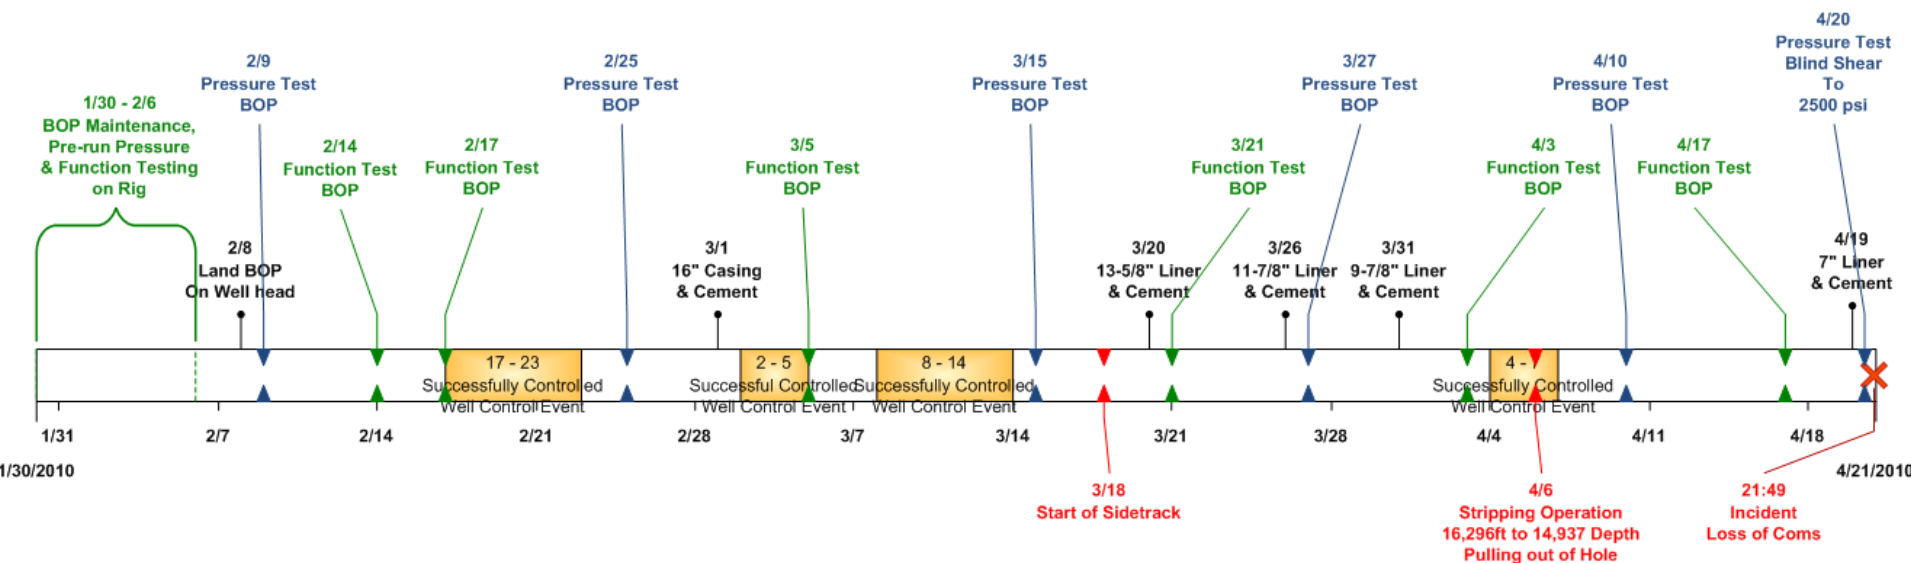 4/20
Pressure Test
Blind Shear
To
2500 psi
2/9
Pressure Test
BOP
2/25
Pressure Test
BOP
3/15
Pressure Test
BOP
3/27
Pressure Test
BOP
4/10
Pressure Test
BOP
1/30 - 2/6
BOP Maintenance,
Pre-run Pressure
& Function Testing
on Rig
2/14
Function Test
BOP
2/17
Function Test
BOP
3/5
Function Test
BOP
3/21
Function Test
BOP
4/3
Function Test
BOP
4/17
Function Test
BOP
2/8
Land BOP
On Well head
3/1
16" Casing
& Cement
3/20
13-5/8" Liner
& Cement
3/26
11-7/8" Liner
& Cement
3/31
9-7/8" Liner
& Cement
4/19
7" Liner
& Cement
17 - 23
Successfully Controlled
Well Control Event
2 - 5
Successful Controlled
Well Control Event
8 - 14
Successfully Controlled
Well Control Event
4 - 7
Successfully Controlled
Well Control Event
1/31
2/7
2/14
2/21
2/28
3/7
3/14
3/21
3/28
4/4
4/11
4/18
1/30/2010
4/21/2010
3/18
Start of Sidetrack
4/6
Stripping Operation
16,296ft to 14,937 Depth
Pulling out of Hole
21:49
Incident
Loss of Coms